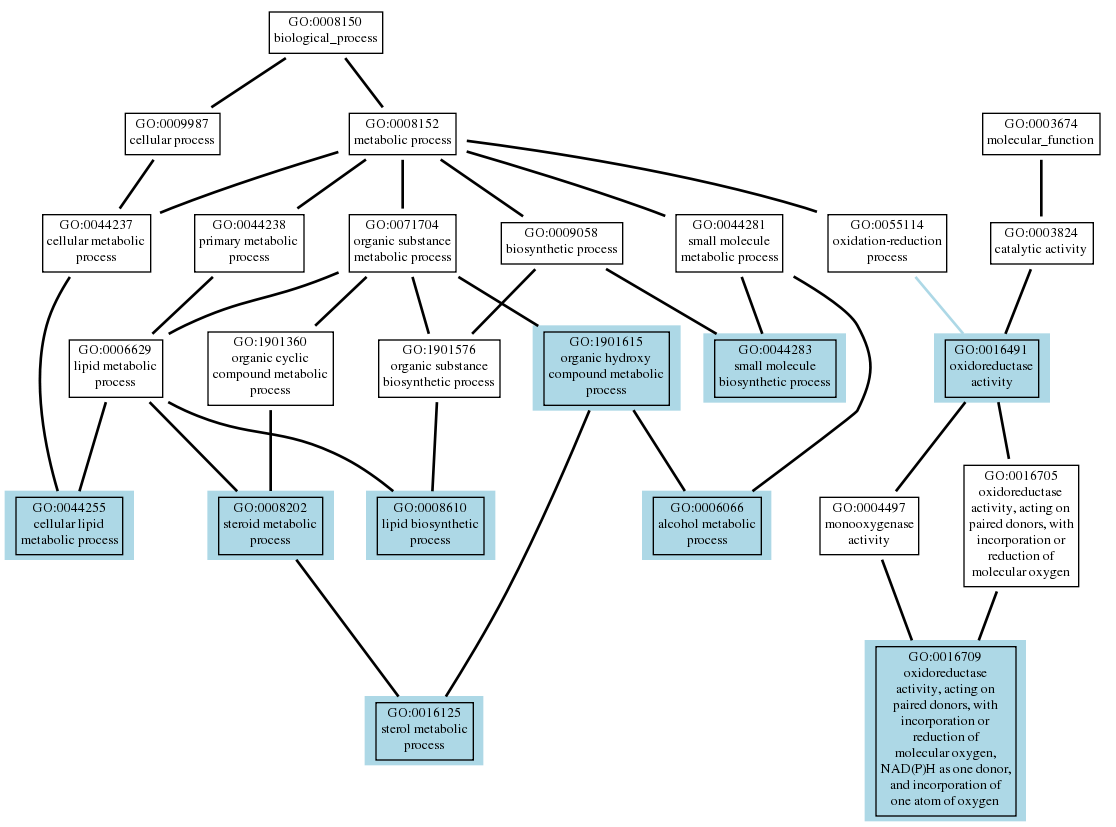 GO:0008150
biological_process
GO:0009987
cellular process
GO:0008152
metabolic process
GO:0003674
molecular_function
GO:0044237
cellular metabolic
process
GO:0044238
primary metabolic
process
GO:0071704
organic substance
metabolic process
GO:0009058
biosynthetic process
GO:0044281
small molecule
metabolic process
GO:0055114
oxidation-reduction
process
GO:0003824
catalytic activity
GO:0006629
lipid metabolic
process
GO:1901360
organic cyclic
compound metabolic
process
GO:1901576
organic substance
biosynthetic process
GO:1901615
organic hydroxy
compound metabolic
process
GO:0044283
small molecule
biosynthetic process
GO:0016491
oxidoreductase
activity
GO:0044255
cellular lipid
metabolic process
GO:0008202
steroid metabolic
process
GO:0008610
lipid biosynthetic
process
GO:0006066
alcohol metabolic
process
GO:0004497
monooxygenase
activity
GO:0016705
oxidoreductase
activity, acting on
paired donors, with
incorporation or
reduction of
molecular oxygen
GO:0016125
sterol metabolic
process
GO:0016709
oxidoreductase
activity, acting on
paired donors, with
incorporation or
reduction of
molecular oxygen,
NAD(P)H as one donor,
and incorporation of
one atom of oxygen